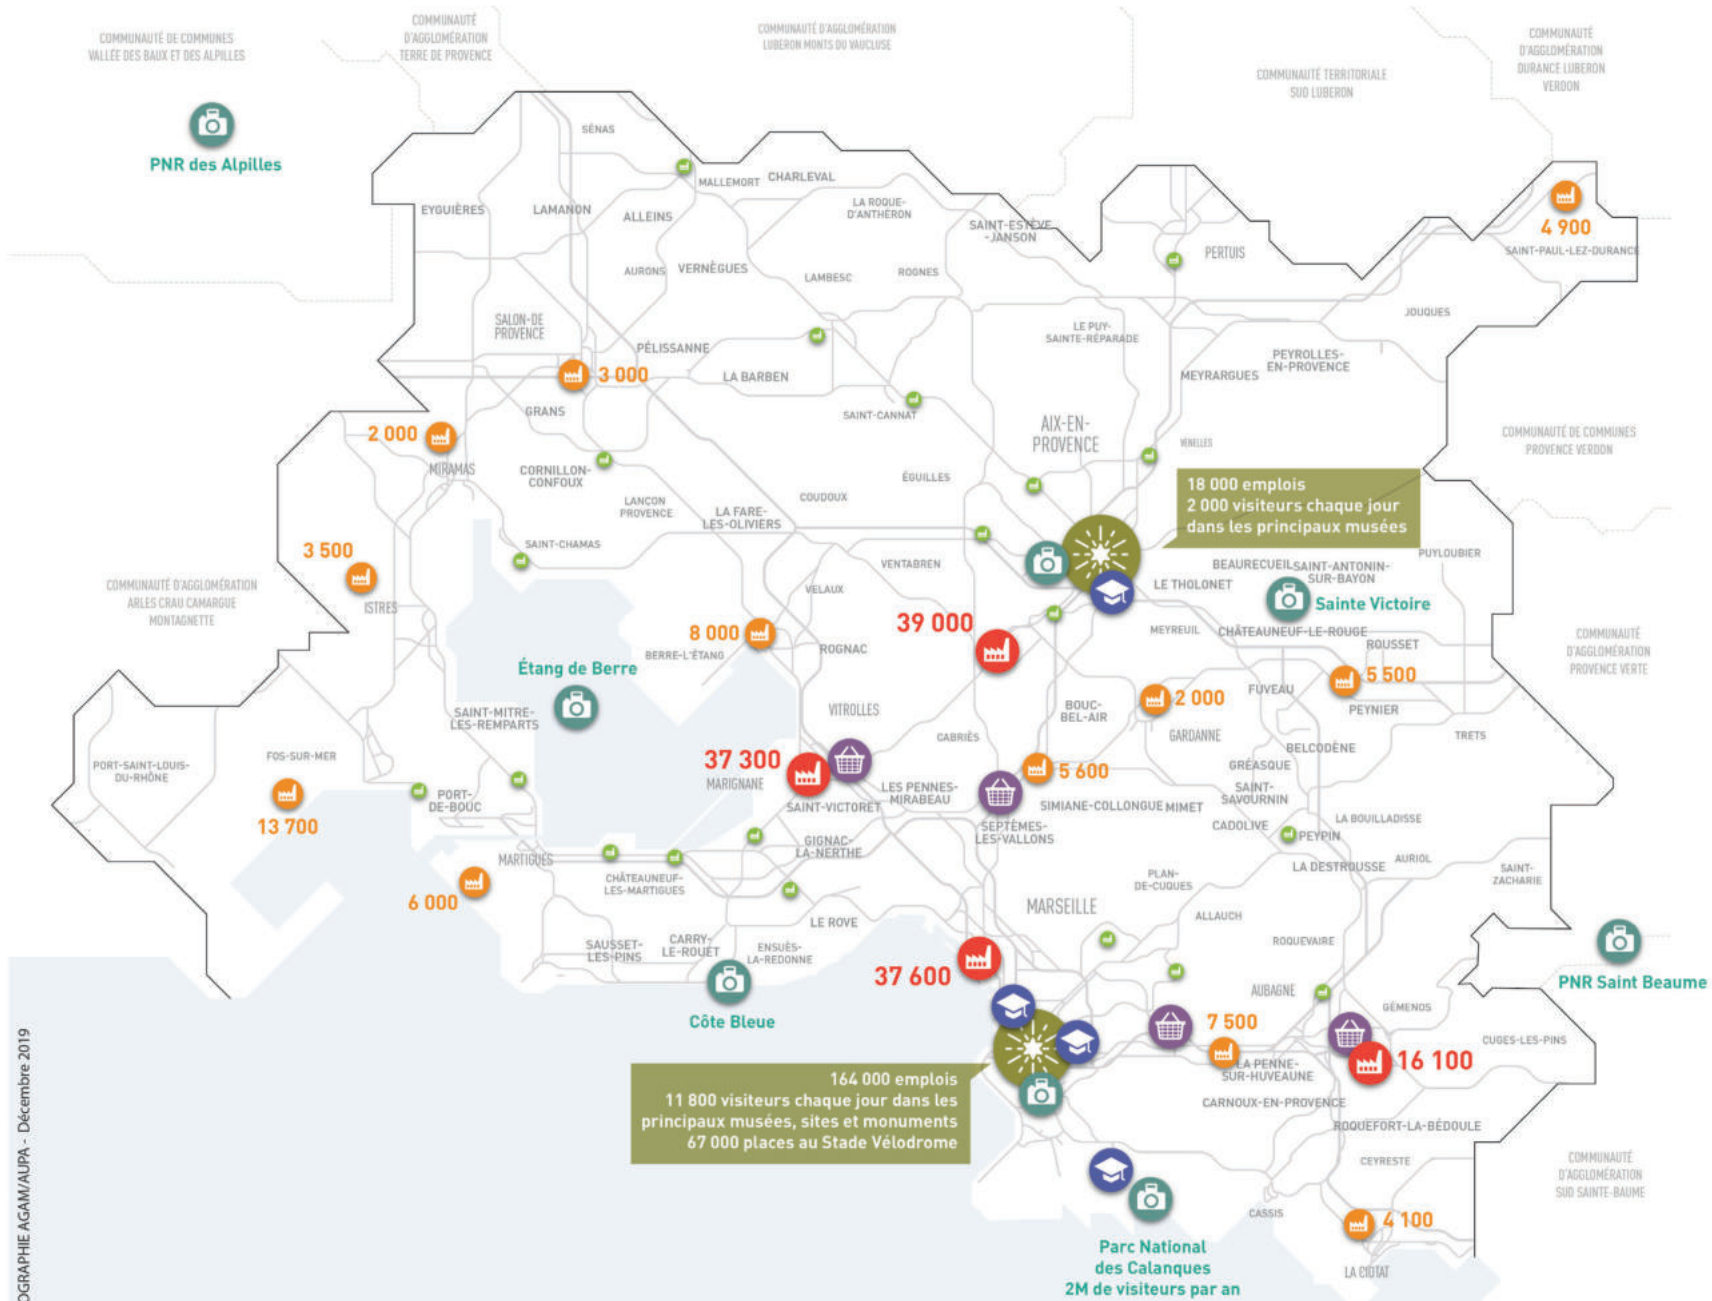 COMMUNAUTÉ DE COMMUNES
VALLÉE DES BAUX ET DES ALPILLES
COMMUNAUTÉ
D'AGGLOMÉRATION
TERRE DE PROVENCE
COMMUNAUTÉ D'AGGLOMÉRATION
LUBERON MONTS DU VAUCLUSE
COMMUNAUTÉ TERRITORIALE
SUD LUBERON
COMMUNAUTÉ
D'AGGLOMÉRATION
DURANCE LUBERON
VERDON
PNR des Alpilles
SÉNAS
MALLEMORT
CHARLEVAL
EYGUIÈRES
LAMANON
ALLEINS
LA ROQUE-
D'ANTHÉRON
SAINT-ESTÈVE
-JANSON
PERTUIS
4 900
SAINT-PAUL-LEZ-DURANCE
AURONS
VERNÈGUES
LAMBESC
ROGNES
JOUQUES
SALON-DE
PROVENCE
PÉLISSANNE
LE PUY-
SAINTE-RÉPARADE
PEYROLLES-
EN-PROVENCE
3 000
LA BARBEN
MEYRARGUES
GRANS
SAINT-CANNAT
2 000
MIRAMAS
AIX-EN-
PROVENCE
VENELLES
COMMUNAUTÉ DE COMMUNES
PROVENCE VERDON
CORNILLON-
CONFOUX
ÉGUILLES
LANÇON
PROVENCE
COUDOUX
LA FARE-
LES-OLIVIERS
18 000 emplois
2 000 visiteurs chaque jour
dans les principaux musées
3 500
SAINT-CHAMAS
VENTABREN
PUYLOUBIER
BEAURECUEIL
SAINT-ANTONIN-
SUR-BAYON
LE THOLONET
COMMUNAUTÉ D'AGGLOMÉRATION
ARLES CRAU CAMARGUE
MONTAGNETTE
ISTRES
VELAUX
Sainte Victoire
39 000
8 000
MEYREUIL
CHÂTEAUNEUF-LE-ROUGE
ROUSSET
COMMUNAUTÉ
D'AGGLOMÉRATION
PROVENCE VERTE
BERRE-L'ÉTANG
ROGNAC
Étang de Berre
5 500
FUVEAU
PEYNIER
2 000
BOUC-
BEL-AIR
SAINT-MITRE-
LES-REMPARTS
VITROLLES
CABRIÈS
GARDANNE
TRETS
BELCODÈNE
PORT-SAINT-LOUIS-
DU-RHÔNE
FOS-SUR-MER
37 300
MARIGNANE
5 600
GRÉASQUE
SAINT-
SAVOURNIN
LES PENNES-
MIRABEAU
SAINT-VICTORET
SIMIANE-COLLONGUE
MIMET
PORT-
DE-BOUC
13 700
SEPTÈMES-
LES-VALLONS
CADOLIVE
PEYPIN
LA BOUILLADISSE
GIGNAC-
LA-NERTHE
MARTIGUES
LA DESTROUSSE
AURIOL
SAINT-
ZACHARIE
CHÂTEAUNEUF-
LES-MARTIGUES
PLAN-
DE-CUQUES
6 000
MARSEILLE
ALLAUCH
LE ROVE
SAUSSET-
LES-PINS
CARRY-
LE-ROUET
ENSUÈS-
LA-REDONNE
ROQUEVAIRE
37 600
PNR Saint Beaume
AUBAGNE
GÉMENOS
Côte Bleue
7 500
CUGES-LES-PINS
LA PENNE-
SUR-HUVEAUNE
16 100
164 000 emplois
11 800 visiteurs chaque jour dans les
principaux musées, sites et monuments
67 000 places au Stade Vélodrome
CARNOUX-EN-PROVENCE
ROQUEFORT-LA-BÉDOULE
CEYRESTE
COMMUNAUTÉ
D'AGGLOMÉRATION
SUD SAINTE-BAUME
CASSIS
4 100
Parc National
des Calanques
2M de visiteurs par an
LA CIOTAT
OGRAPHIE AGAM/AUPA - Décembre 2019